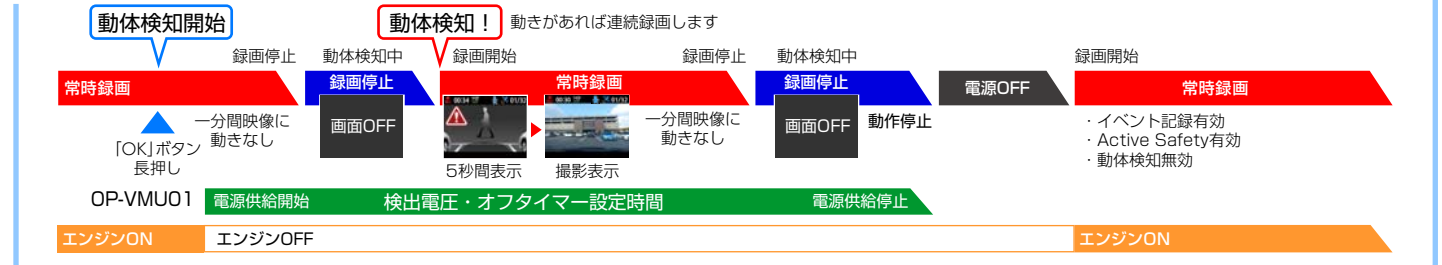 動体検知開始
動体検知！
動きがあれば連続録画します
録画停止
動体検知中
録画開始
録画停止
動体検知中
録画開始
常時録画
録画停止
常時録画
録画停止
電源OFF
常時録画
「OK」ボタン
長押し
一分間映像に
動きなし
画面OFF
5秒間表示
撮影表示
一分間映像に
動きなし
画面OFF
動作停止
・イベント記録有効
・Active Safety有効
・動体検知無効
OP-VMU01
電源供給開始
検出電圧・オフタイマー設定時間
電源供給停止
エンジンON
エンジンOFF
エンジンON